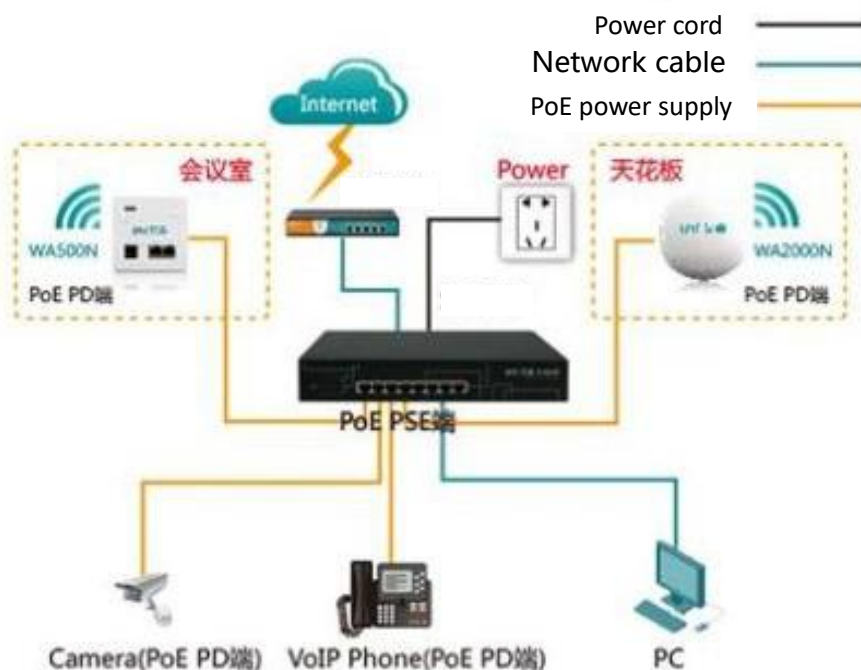 Power cord
Network cable
PoE power supply
Internet
会议室
Power
天花板
WA500N
WA2000N
PoE PD端
PoE PD端
PoE PSE端
Camera(PoE PD端)
VoIP Phone(PoE PD端)
PC